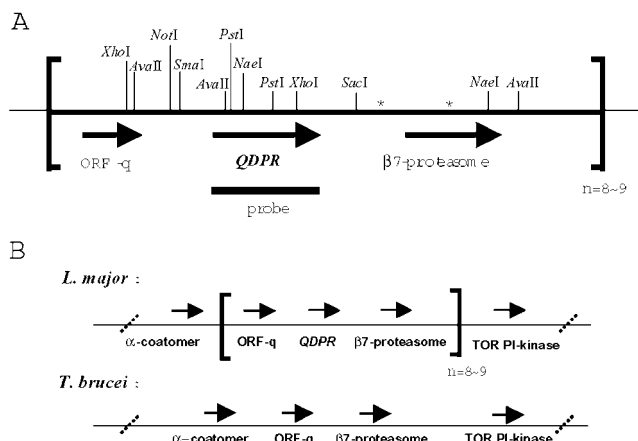 A
PstI
NotI
XhoI AvaII SmaI NaeI SacI NaeI AvaII
AvaII PstI XhoI
* *
ORF-q QDPR β7-proteasome
probe
n=8~9
B
L. major :
α-coatomer ORF-q QDPR β7-proteasome TOR PI-kinase
n=8~9
T. brucei :
α-coatomer ORF-q β7-proteasome TOR PI-kinase